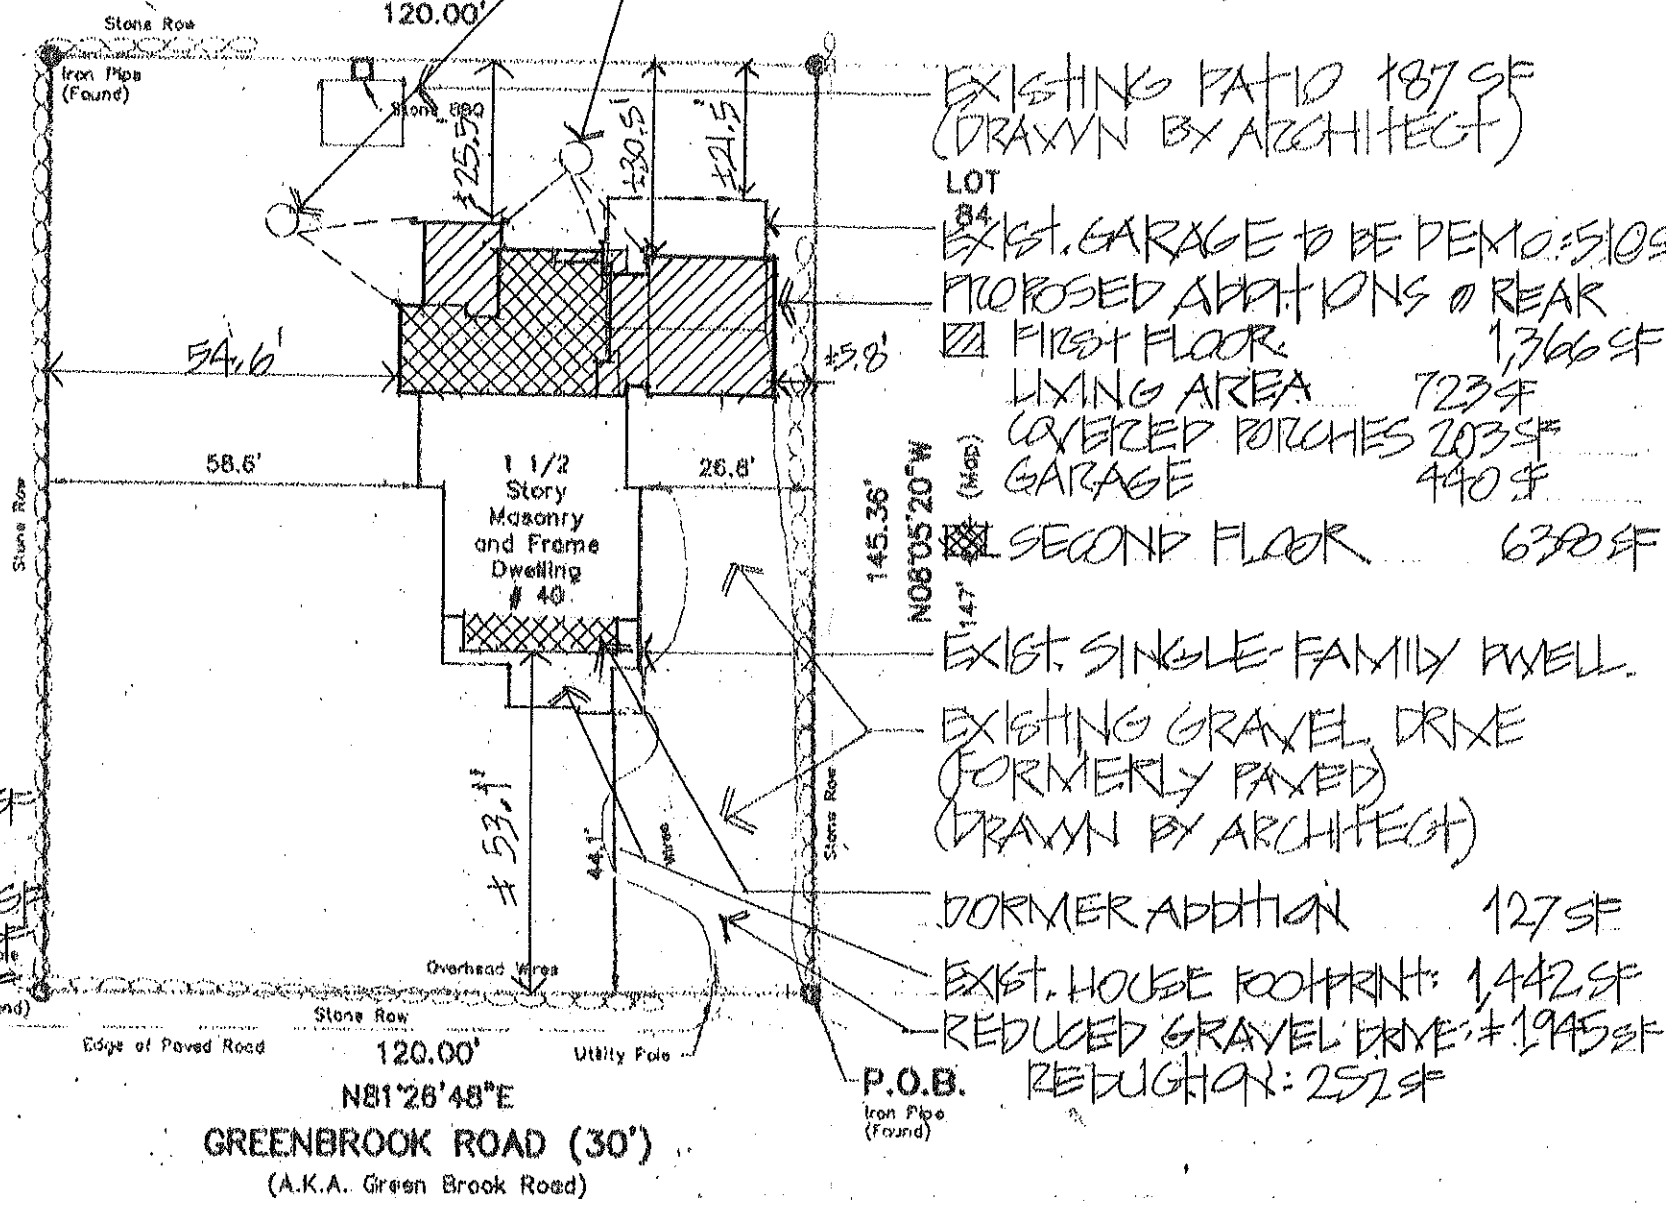 Stone Row
120.00'
Iron Pipe
(Found)
Stone BBQ
±25.5'
±30.5'
±21.5'
EXISTING PATIO 187 SF
(DRAWN BY ARCHITECT)
LOT
84
EXIST. GARAGE TO BE DEMO: 510 S
PROPOSED ADDITIONS @ REAR
FIRST FLOOR 1,366 SF
LIVING AREA 723 SF
COVERED PORCHES 203 SF
GARAGE 440 SF
SECOND FLOOR
54.6'
±5.8'
58.6'
26.8'
1 1/2
Story
Masonry
and Frame
Dwelling
# 40
145.36'
N08°05'20"W
147' (Map)
Stone Row
EXIST. SINGLE-FAMILY DWELL.
EXISTING GRAVEL DRIVE
(FORMERLY PAVED)
(DRAWN BY ARCHITECT)
± 53.1'
44.1'
Wires
Stone Row
SF
SF
DORMER ADDITION 127 SF
EXIST. HOUSE FOOTPRINT: 1,442 SF
REDUCED GRAVEL DRIVE: ± 1945 SF
REDUCTION: 252 SF
Overhead Wires
Stone Row
Edge of Paved Road
120.00'
Utility Pole
N81°28'48"E
P.O.B.
Iron Pipe
(Found)
GREENBROOK ROAD (30')
(A.K.A. Green Brook Road)